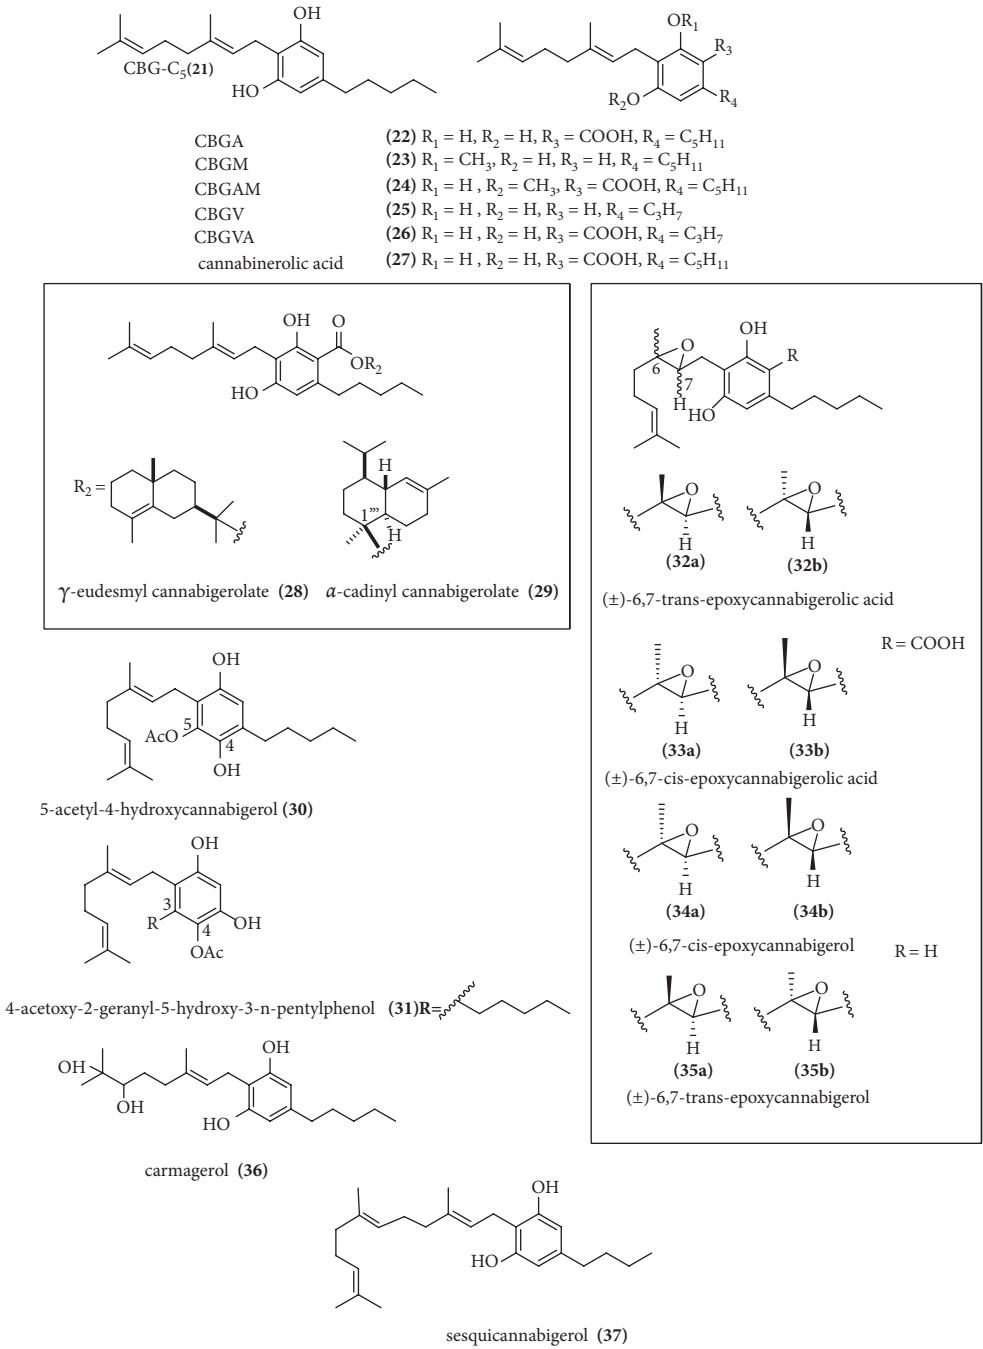 OH
CBG-C₅(21)
HO
OR₁
R₃
R₂O
R₄
CBGA (22) R₁ = H, R₂ = H, R₃ = COOH, R₄ = C₅H₁₁
CBGM (23) R₁ = CH₃, R₂ = H, R₃ = H, R₄ = C₅H₁₁
CBGAM (24) R₁ = H , R₂ = CH₃, R₃ = COOH, R₄ = C₅H₁₁
CBGV (25) R₁ = H , R₂ = H, R₃ = H, R₄ = C₃H₇
CBGVA (26) R₁ = H , R₂ = H, R₃ = COOH, R₄ = C₃H₇
cannabinerolic acid (27) R₁ = H , R₂ = H, R₃ = COOH, R₄ = C₅H₁₁
OH O
OR₂
HO
R₂ =
H
1'''
H
γ-eudesmyl cannabigerolate (28) α-cadinyl cannabigerolate (29)
OH
O R
6 7
H
HO
O
H
(32a)
O
H
(32b)
(±)-6,7-trans-epoxycannabigerolic acid
R = COOH
O
H
(33a)
O
H
(33b)
(±)-6,7-cis-epoxycannabigerolic acid
O
H
(34a)
O
H
(34b)
(±)-6,7-cis-epoxycannabigerol
R = H
O
H
(35a)
O
H
(35b)
(±)-6,7-trans-epoxycannabigerol
OH
5
AcO 4
OH
5-acetyl-4-hydroxycannabigerol (30)
OH
3
R 4 OH
OAc
4-acetoxy-2-geranyl-5-hydroxy-3-n-pentylphenol (31)R=
OH
OH
OH
HO
carmagerol (36)
OH
HO
sesquicannabigerol (37)